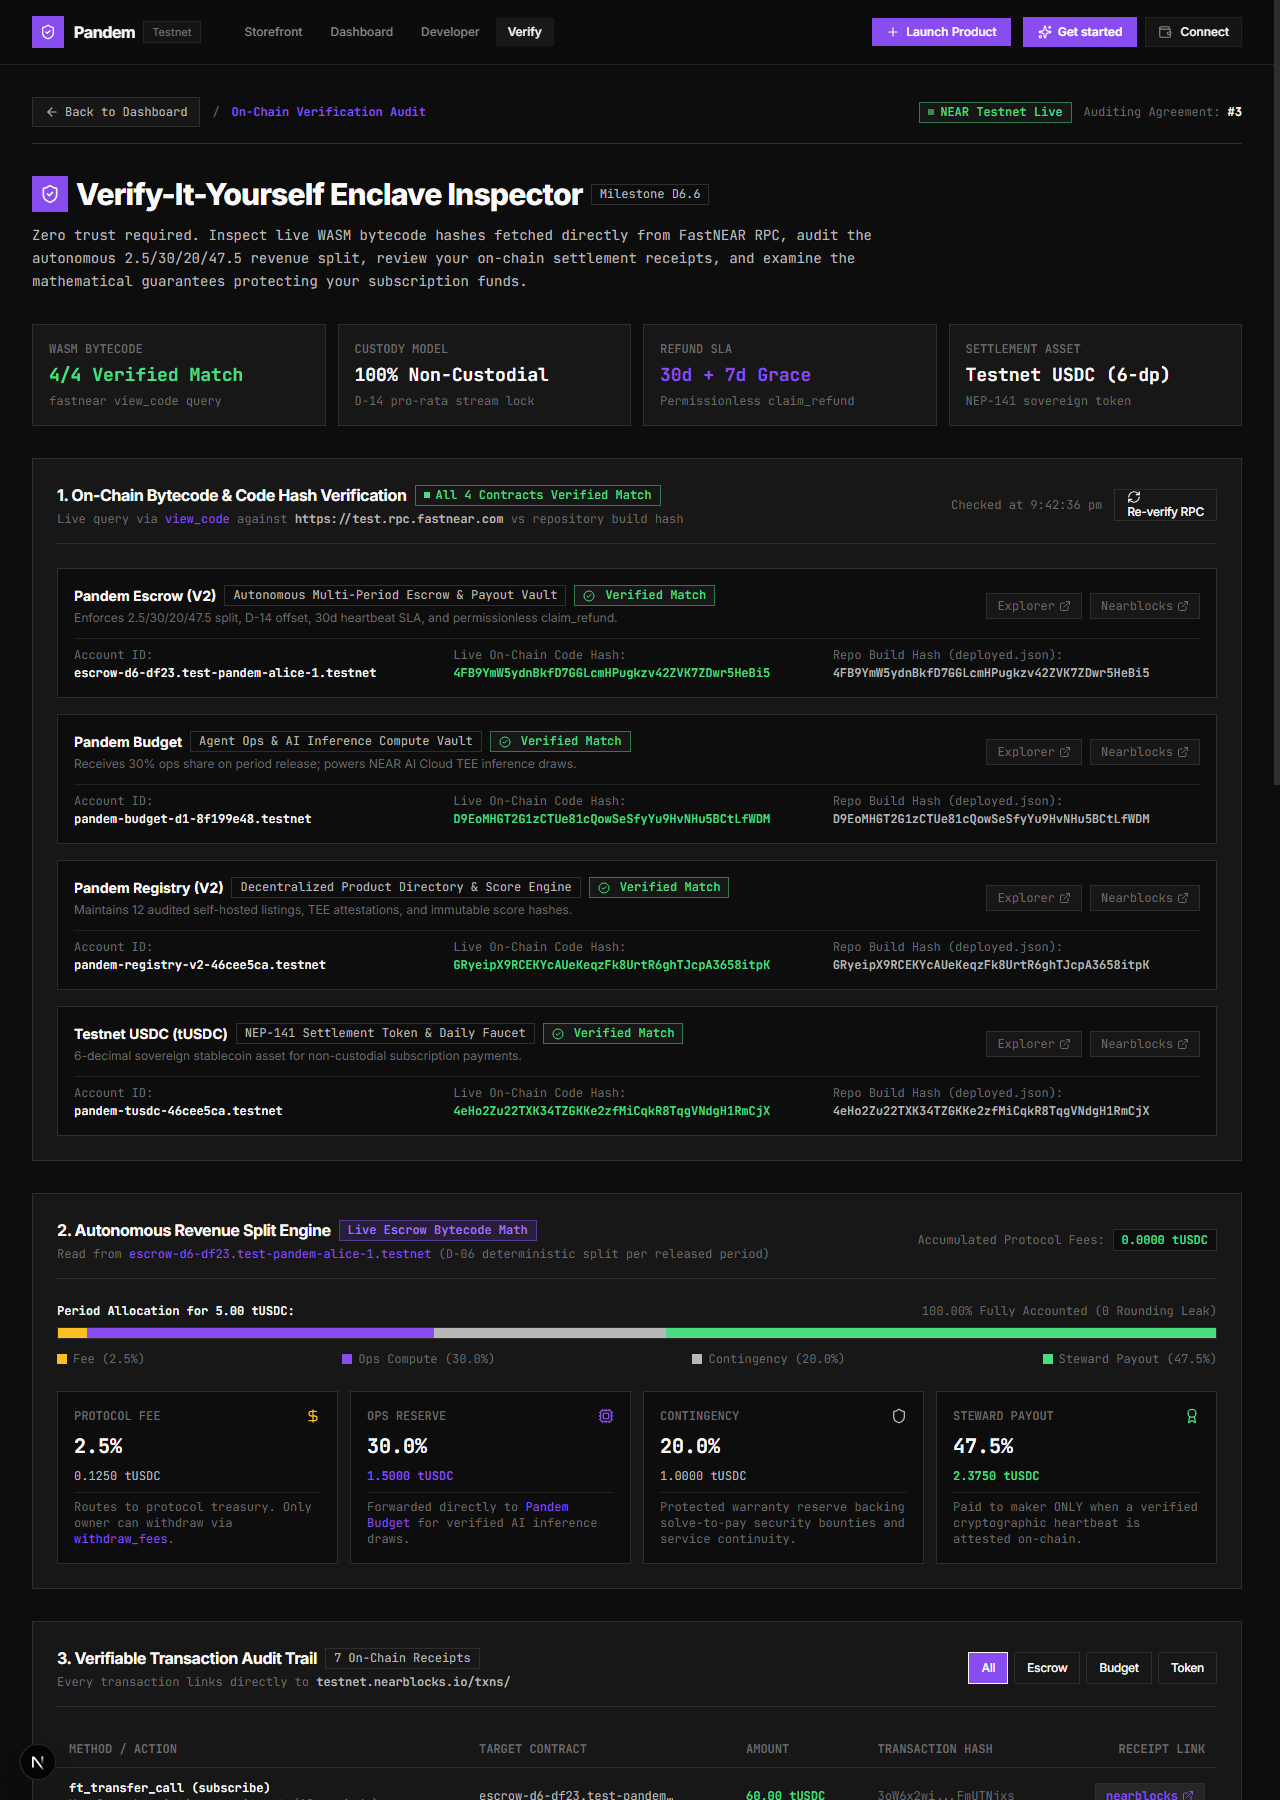 Pandem Testnet Storefront Dashboard Developer Verify Launch Product Get started Connect
Back to Dashboard / On-Chain Verification Audit NEAR Testnet Live Auditing Agreement: #3
Verify-It-Yourself Enclave Inspector Milestone D6.6
Zero trust required. Inspect live WASM bytecode hashes fetched directly from FastNEAR RPC, audit the
autonomous 2.5/30/20/47.5 revenue split, review your on-chain settlement receipts, and examine the
mathematical guarantees protecting your subscription funds.
WASM BYTECODE
4/4 Verified Match
fastnear view_code query
CUSTODY MODEL
100% Non-Custodial
D-14 pro-rata stream lock
REFUND SLA
30d + 7d Grace
Permissionless claim_refund
SETTLEMENT ASSET
Testnet USDC (6-dp)
NEP-141 sovereign token
1. On-Chain Bytecode & Code Hash Verification All 4 Contracts Verified Match
Live query via view_code against https://test.rpc.fastnear.com vs repository build hash
Checked at 9:42:36 pm
Re-verify RPC
Pandem Escrow (V2) Autonomous Multi-Period Escrow & Payout Vault Verified Match
Enforces 2.5/30/20/47.5 split, D-14 offset, 30d heartbeat SLA, and permissionless claim_refund.
Explorer Nearblocks
Account ID: Live On-Chain Code Hash: Repo Build Hash (deployed.json):
escrow-d6-df23.test-pandem-alice-1.testnet 4FB9YmW5ydnBkfD7GGLcmHPugkzv42ZVK7ZDwr5HeBi5 4FB9YmW5ydnBkfD7GGLcmHPugkzv42ZVK7ZDwr5HeBi5
Pandem Budget Agent Ops & AI Inference Compute Vault Verified Match
Receives 30% ops share on period release; powers NEAR AI Cloud TEE inference draws.
Explorer Nearblocks
Account ID: Live On-Chain Code Hash: Repo Build Hash (deployed.json):
pandem-budget-d1-8f199e48.testnet D9EoMHGT2G1zCTUe81cQowSeSfyYu9HvNHu5BCtLfWDM D9EoMHGT2G1zCTUe81cQowSeSfyYu9HvNHu5BCtLfWDM
Pandem Registry (V2) Decentralized Product Directory & Score Engine Verified Match
Maintains 12 audited self-hosted listings, TEE attestations, and immutable score hashes.
Explorer Nearblocks
Account ID: Live On-Chain Code Hash: Repo Build Hash (deployed.json):
pandem-registry-v2-46cee5ca.testnet GRyeipX9RCEKYcAUeKeqzFk8UrtR6ghTJcpA3658itpK GRyeipX9RCEKYcAUeKeqzFk8UrtR6ghTJcpA3658itpK
Testnet USDC (tUSDC) NEP-141 Settlement Token & Daily Faucet Verified Match
6-decimal sovereign stablecoin asset for non-custodial subscription payments.
Explorer Nearblocks
Account ID: Live On-Chain Code Hash: Repo Build Hash (deployed.json):
pandem-tusdc-46cee5ca.testnet 4eHo2Zu22TXK34TZGKKe2zfMiCqkR8TqgVNdgH1RmCjX 4eHo2Zu22TXK34TZGKKe2zfMiCqkR8TqgVNdgH1RmCjX
2. Autonomous Revenue Split Engine Live Escrow Bytecode Math
Read from escrow-d6-df23.test-pandem-alice-1.testnet (D-06 deterministic split per released period)
Accumulated Protocol Fees: 0.0000 tUSDC
Period Allocation for 5.00 tUSDC: 100.00% Fully Accounted (0 Rounding Leak)
Fee (2.5%) Ops Compute (30.0%) Contingency (20.0%) Steward Payout (47.5%)
PROTOCOL FEE
2.5%
0.1250 tUSDC
Routes to protocol treasury. Only
owner can withdraw via
withdraw_fees.
OPS RESERVE
30.0%
1.5000 tUSDC
Forwarded directly to Pandem
Budget for verified AI inference
draws.
CONTINGENCY
20.0%
1.0000 tUSDC
Protected warranty reserve backing
solve-to-pay security bounties and
service continuity.
STEWARD PAYOUT
47.5%
2.3750 tUSDC
Paid to maker ONLY when a verified
cryptographic heartbeat is
attested on-chain.
3. Verifiable Transaction Audit Trail 7 On-Chain Receipts
Every transaction links directly to testnet.nearblocks.io/txns/
All Escrow Budget Token
METHOD / ACTION TARGET CONTRACT AMOUNT TRANSACTION HASH RECEIPT LINK
ft_transfer_call (subscribe)
escrow-d6-df23.test-pandem… 60.00 tUSDC 3oW6x2wi...FmUTNjxs nearblocks